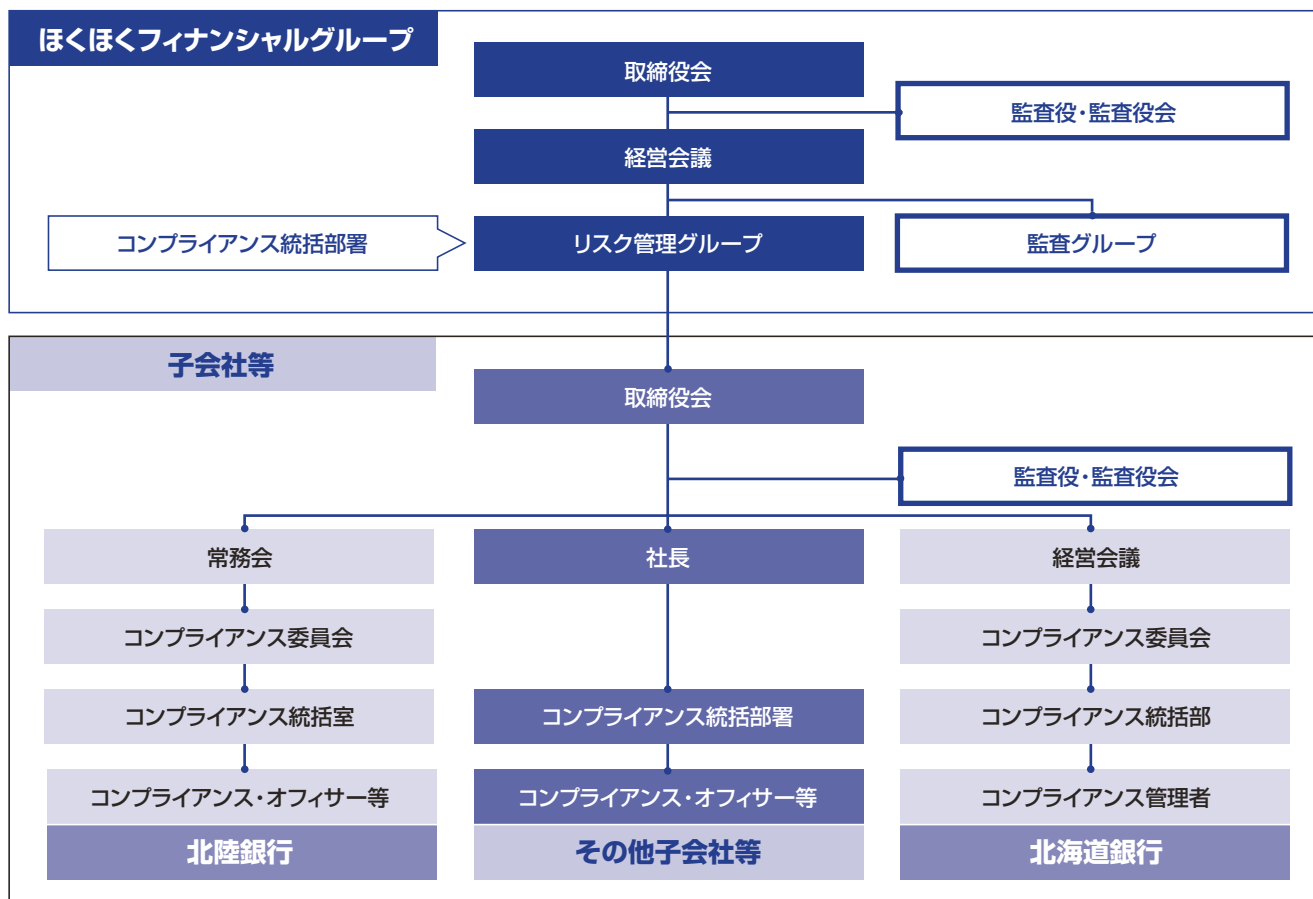 ほくほくフィナンシャルグループ
取締役会
監査役・監査役会
経営会議
コンプライアンス統括部署
リスク管理グループ
監査グループ
子会社等
取締役会
監査役・監査役会
常務会
社長
経営会議
コンプライアンス委員会
コンプライアンス委員会
コンプライアンス統括室
コンプライアンス統括部署
コンプライアンス統括部
コンプライアンス・オフィサー等
コンプライアンス・オフィサー等
コンプライアンス管理者
北陸銀行
その他子会社等
北海道銀行